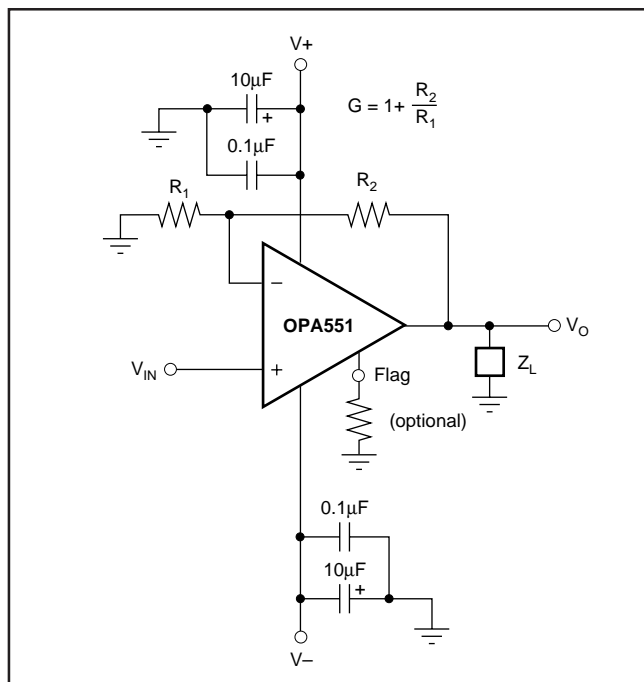 V+
10µF
+
G = 1+ R2/R1
0.1µF
R1
R2
−
OPA551
VIN
+
VO
Flag
ZL
(optional)
0.1µF
10µF
+
V−